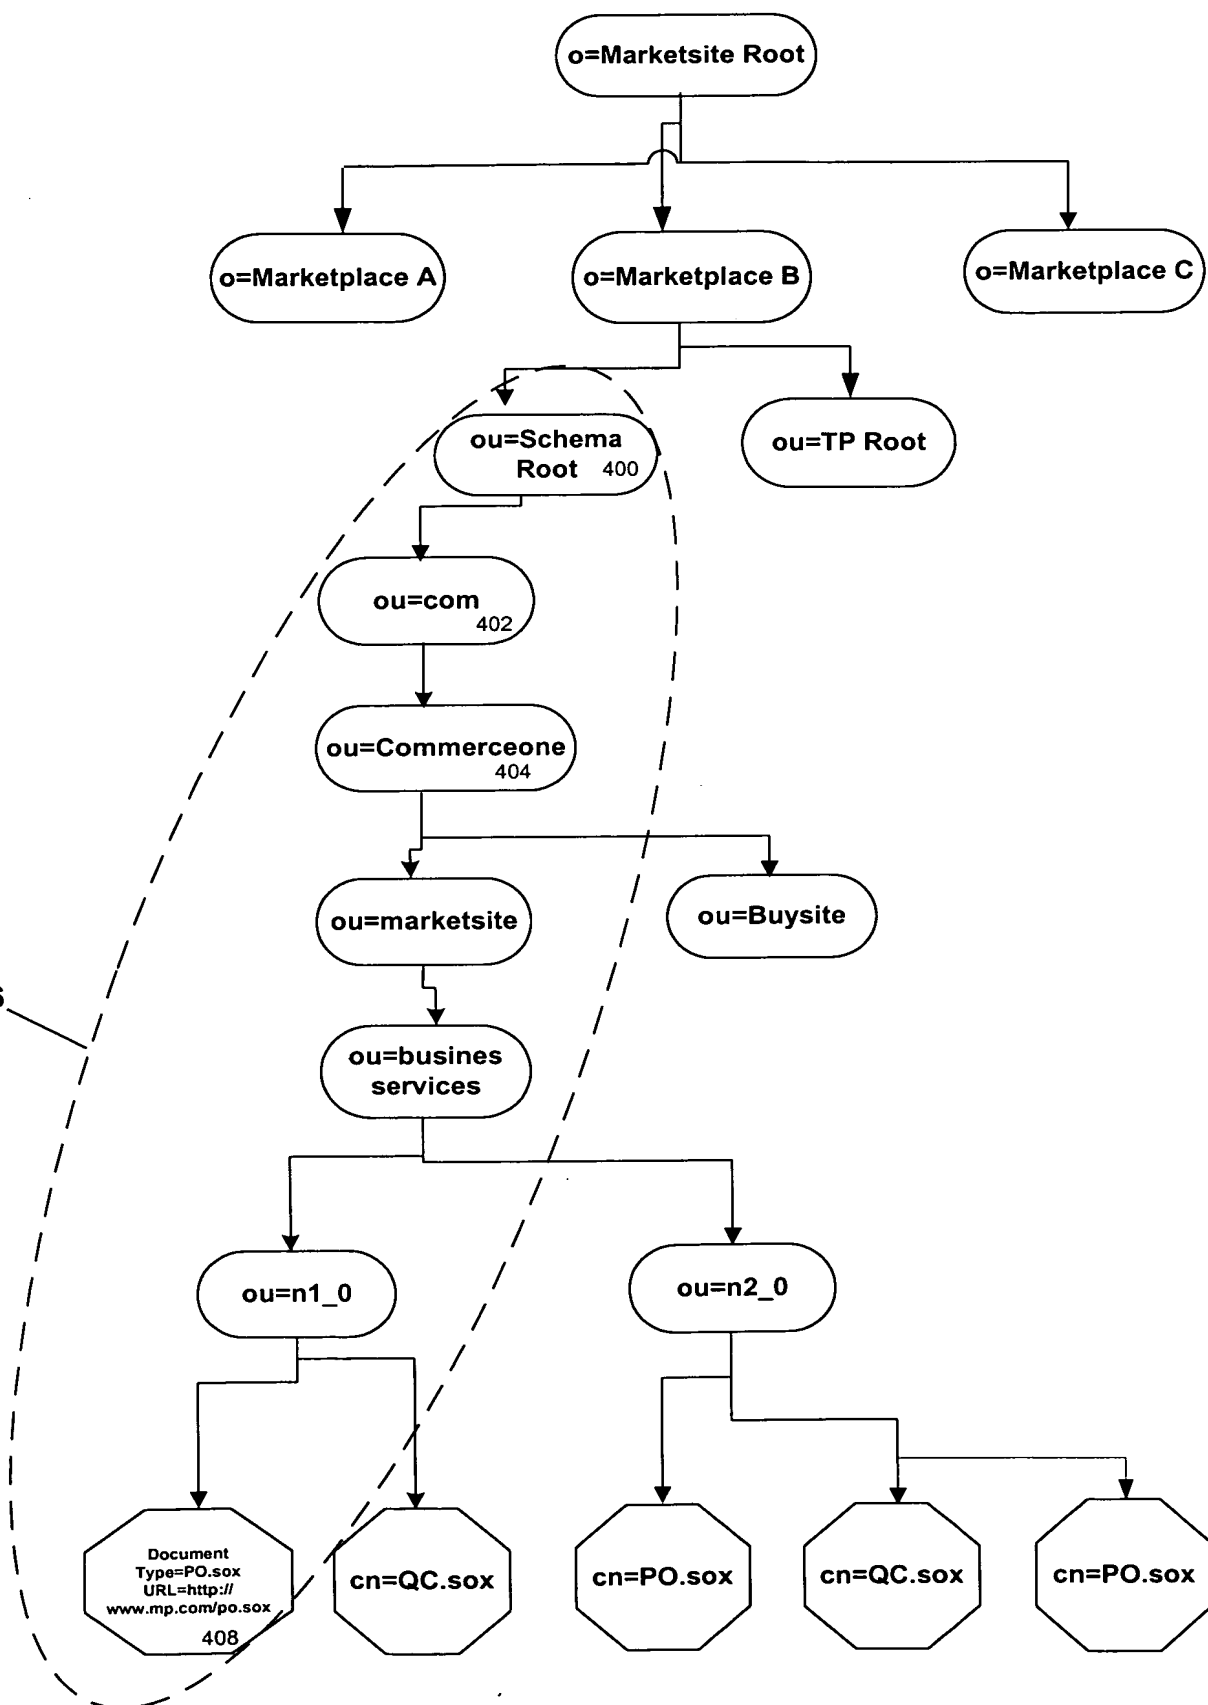 o=Marketsite Root
o=Marketplace A
o=Marketplace B
o=Marketplace C
ou=Schema
Root 400
ou=TP Root
ou=com
402
ou=Commerceone
404
ou=marketsite
ou=Buysite
ou=busines
services
ou=n1_0
ou=n2_0
Document
Type=PO.sox
URL=http://
www.mp.com/po.sox
408
cn=QC.sox
cn=PO.sox
cn=QC.sox
cn=PO.sox